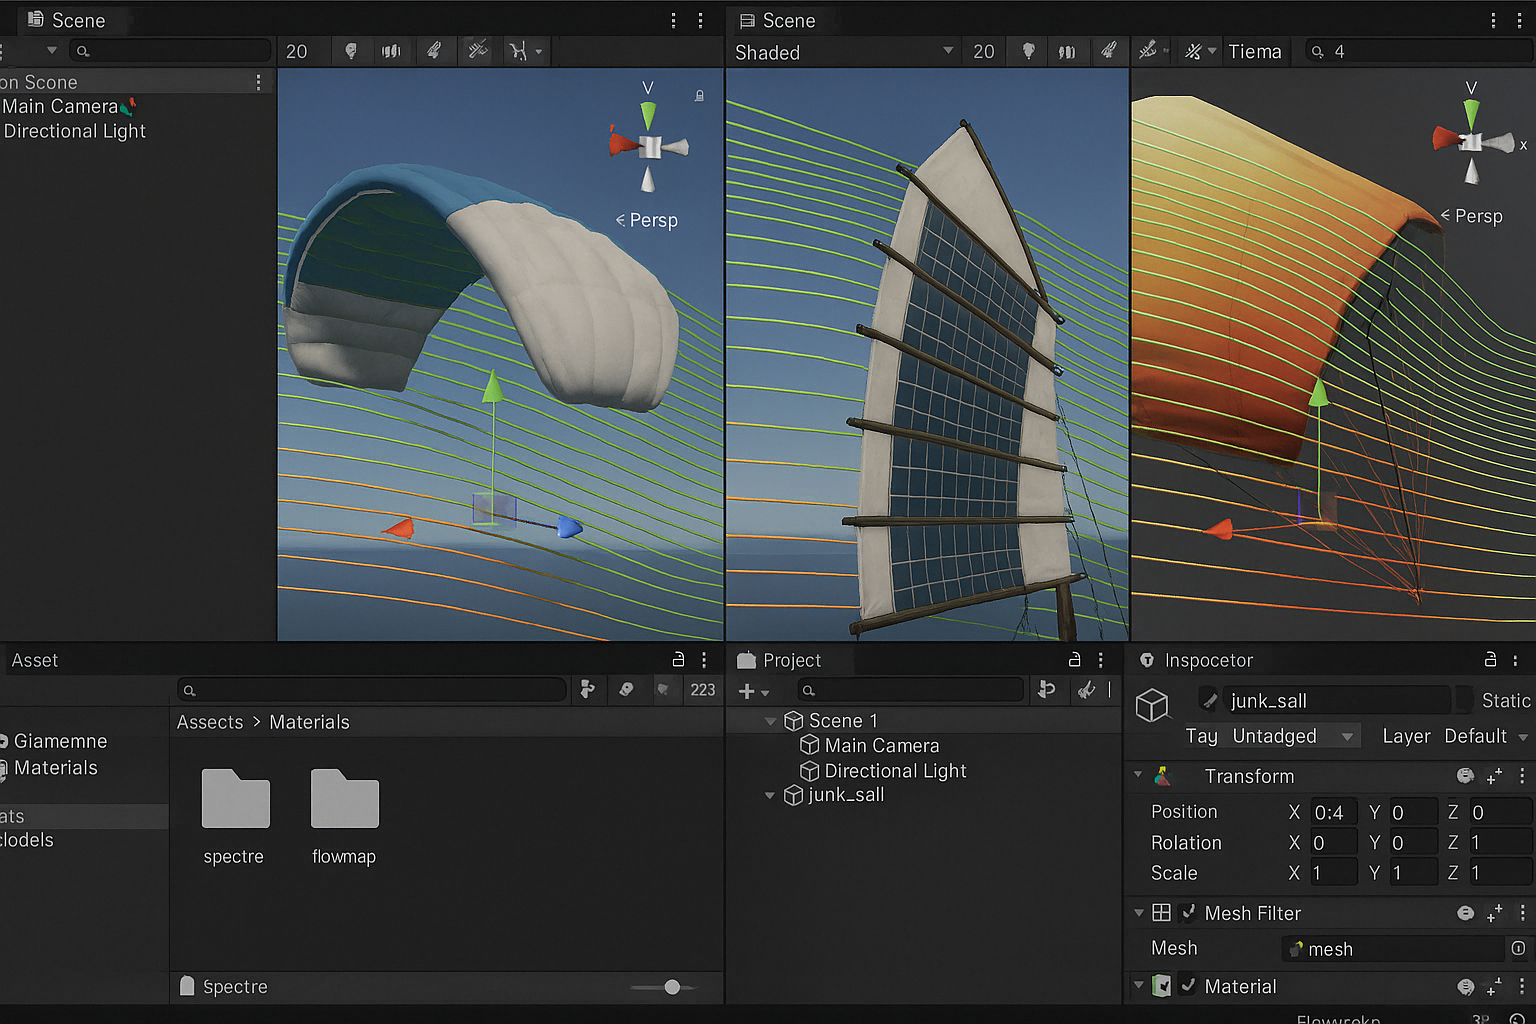 Scene
Scene
20
Shaded
20
Tiema
4
on Scone
Main Camera
Directional Light
V
< Persp
V
x
< Persp
Asset
223
Assects > Materials
Giamemne
Materials
ats
clodels
spectre
flowmap
Spectre
Project
Scene 1
Main Camera
Directional Light
junk_sall
Inspocetor
junk_sall
Static
Tay Untadged Layer Default
Transform
Position X 0:4 Y 0 Z 0
Rolation X 0 Y 0 Z 1
Scale X 1 Y 1 Z 1
Mesh Filter
Mesh mesh
Material